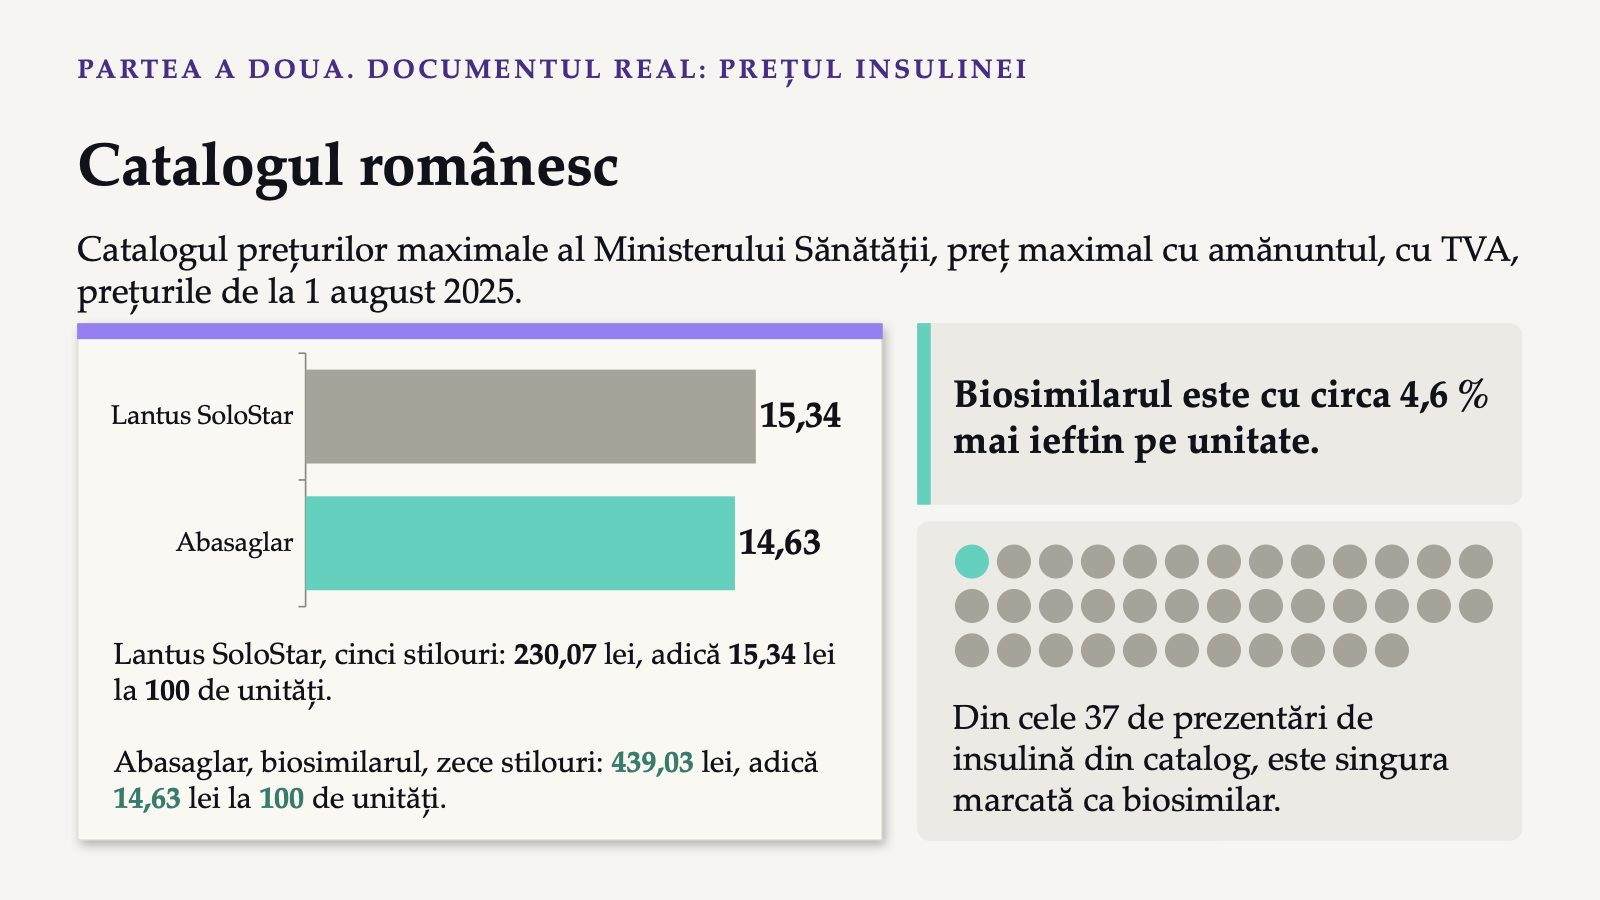 PARTEA A DOUA. DOCUMENTUL REAL: PREȚUL INSULINEI
Catalogul românesc
Catalogul prețurilor maximale al Ministerului Sănătății, preț maximal cu amănuntul, cu TVA,
prețurile de la 1 august 2025.
Lantus SoloStar
15,34
Abasaglar
14,63
Lantus SoloStar, cinci stilouri: 230,07 lei, adică 15,34 lei
la 100 de unități.
Abasaglar, biosimilarul, zece stilouri: 439,03 lei, adică
14,63 lei la 100 de unități.
Biosimilarul este cu circa 4,6 %
mai ieftin pe unitate.
Din cele 37 de prezentări de
insulină din catalog, este singura
marcată ca biosimilar.